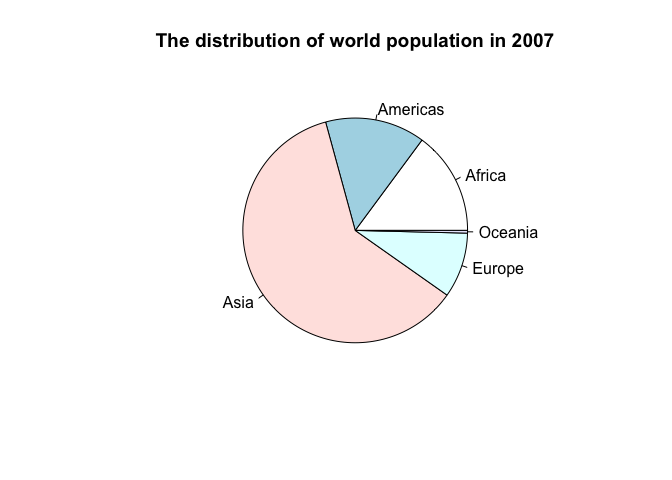 The distribution of world population in 2007
Americas
Africa
Oceania
Europe
Asia